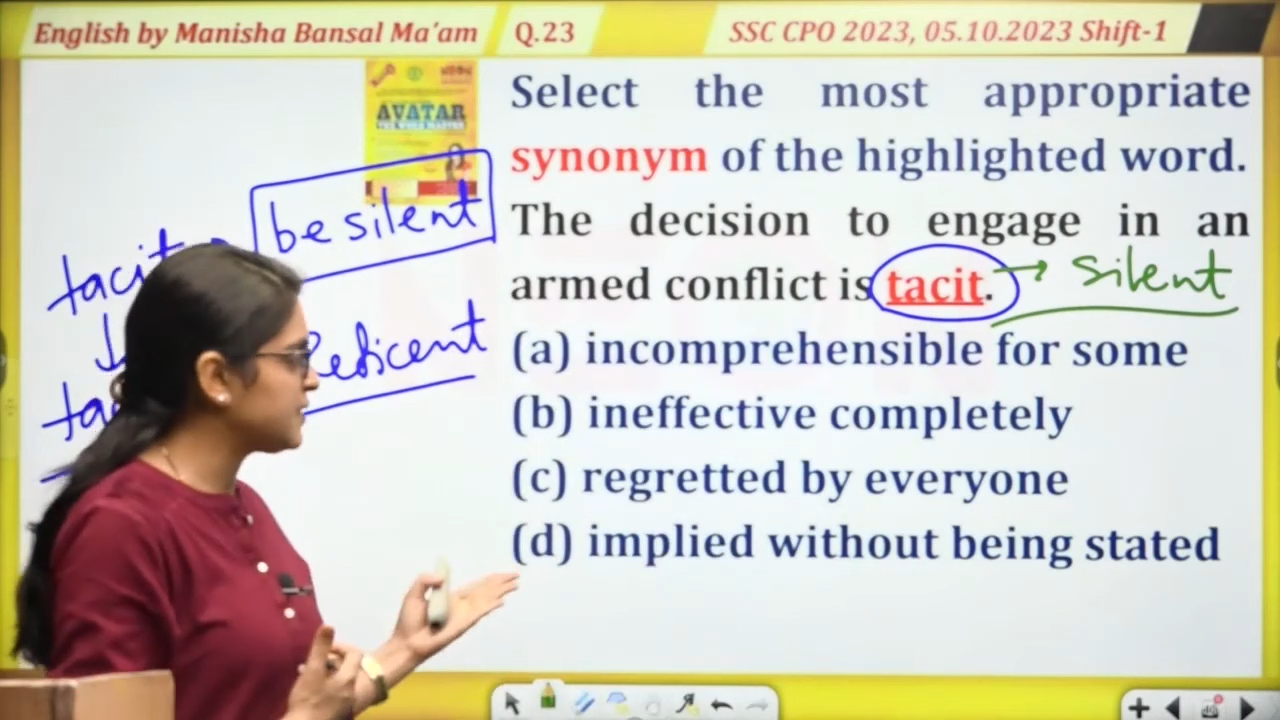 English by Manisha Bansal Ma'am
Q.23
SSC CPO 2023, 05.10.2023 Shift-1
AVATAR
Select the most appropriate
synonym of the highlighted word.
The decision to engage in an
armed conflict is tacit. → silent
(a) incomprehensible for some
(b) ineffective completely
(c) regretted by everyone
(d) implied without being stated
tacit
be silent